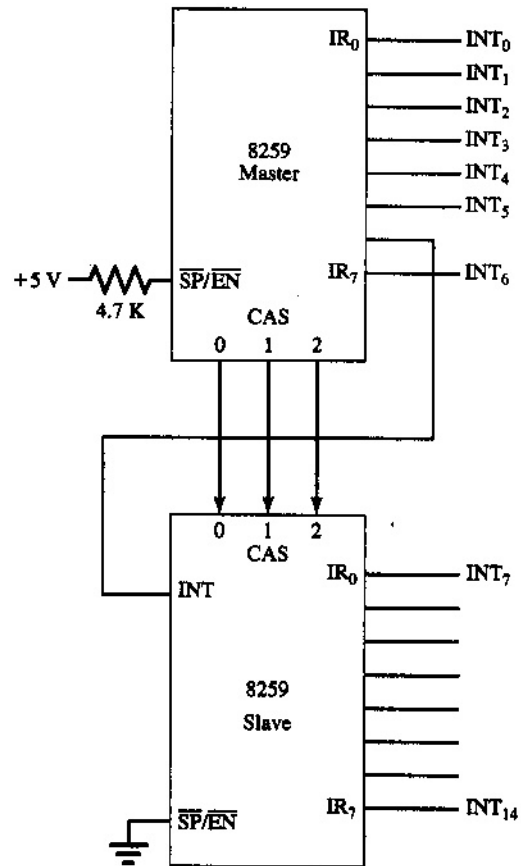 IR₀ INT₀
INT₁
INT₂
INT₃
8259
Master
INT₄
INT₅
+5 V
4.7 K
SP/EN
IR₇ INT₆
CAS
0 1 2
0 1 2
CAS
IR₀ INT₇
INT
8259
Slave
SP/EN
IR₇ INT₁₄